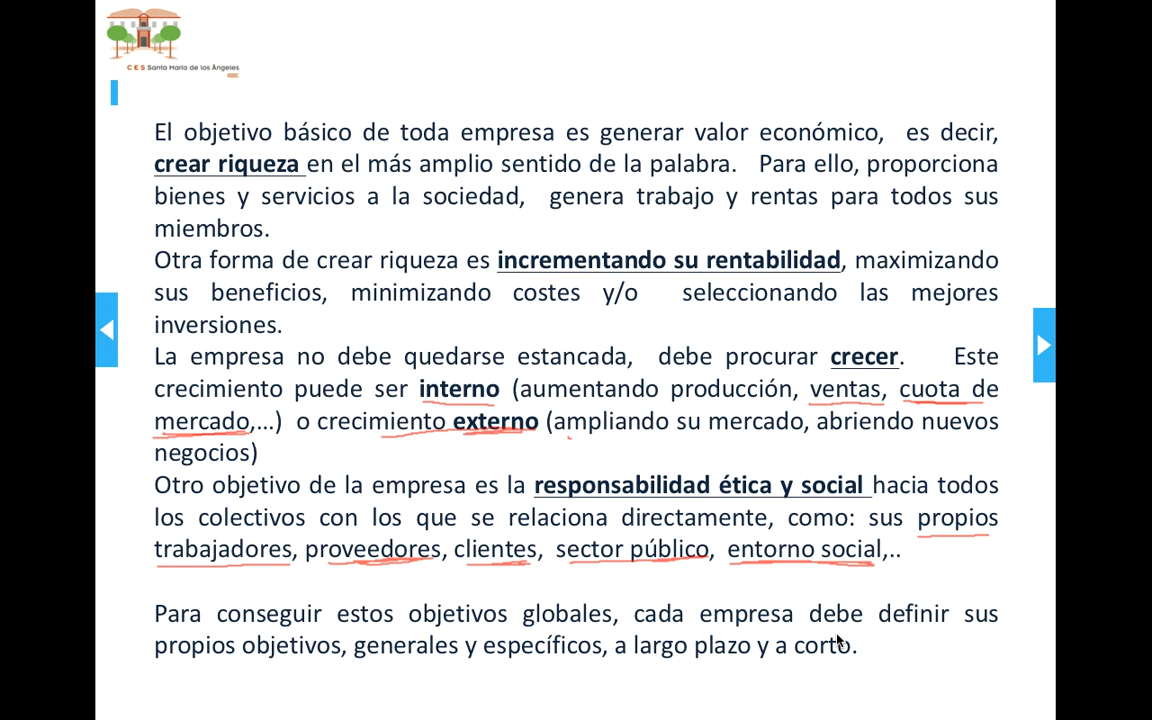 C E S Santa María de los Ángeles
El objetivo básico de toda empresa es generar valor económico, es decir,
crear riqueza en el más amplio sentido de la palabra. Para ello, proporciona
bienes y servicios a la sociedad, genera trabajo y rentas para todos sus
miembros.
Otra forma de crear riqueza es incrementando su rentabilidad, maximizando
sus beneficios, minimizando costes y/o seleccionando las mejores
inversiones.
La empresa no debe quedarse estancada, debe procurar crecer. Este
crecimiento puede ser interno (aumentando producción, ventas, cuota de
mercado,...) o crecimiento externo (ampliando su mercado, abriendo nuevos
negocios)
Otro objetivo de la empresa es la responsabilidad ética y social hacia todos
los colectivos con los que se relaciona directamente, como: sus propios
trabajadores, proveedores, clientes, sector público, entorno social,..
Para conseguir estos objetivos globales, cada empresa debe definir sus
propios objetivos, generales y específicos, a largo plazo y a corto.